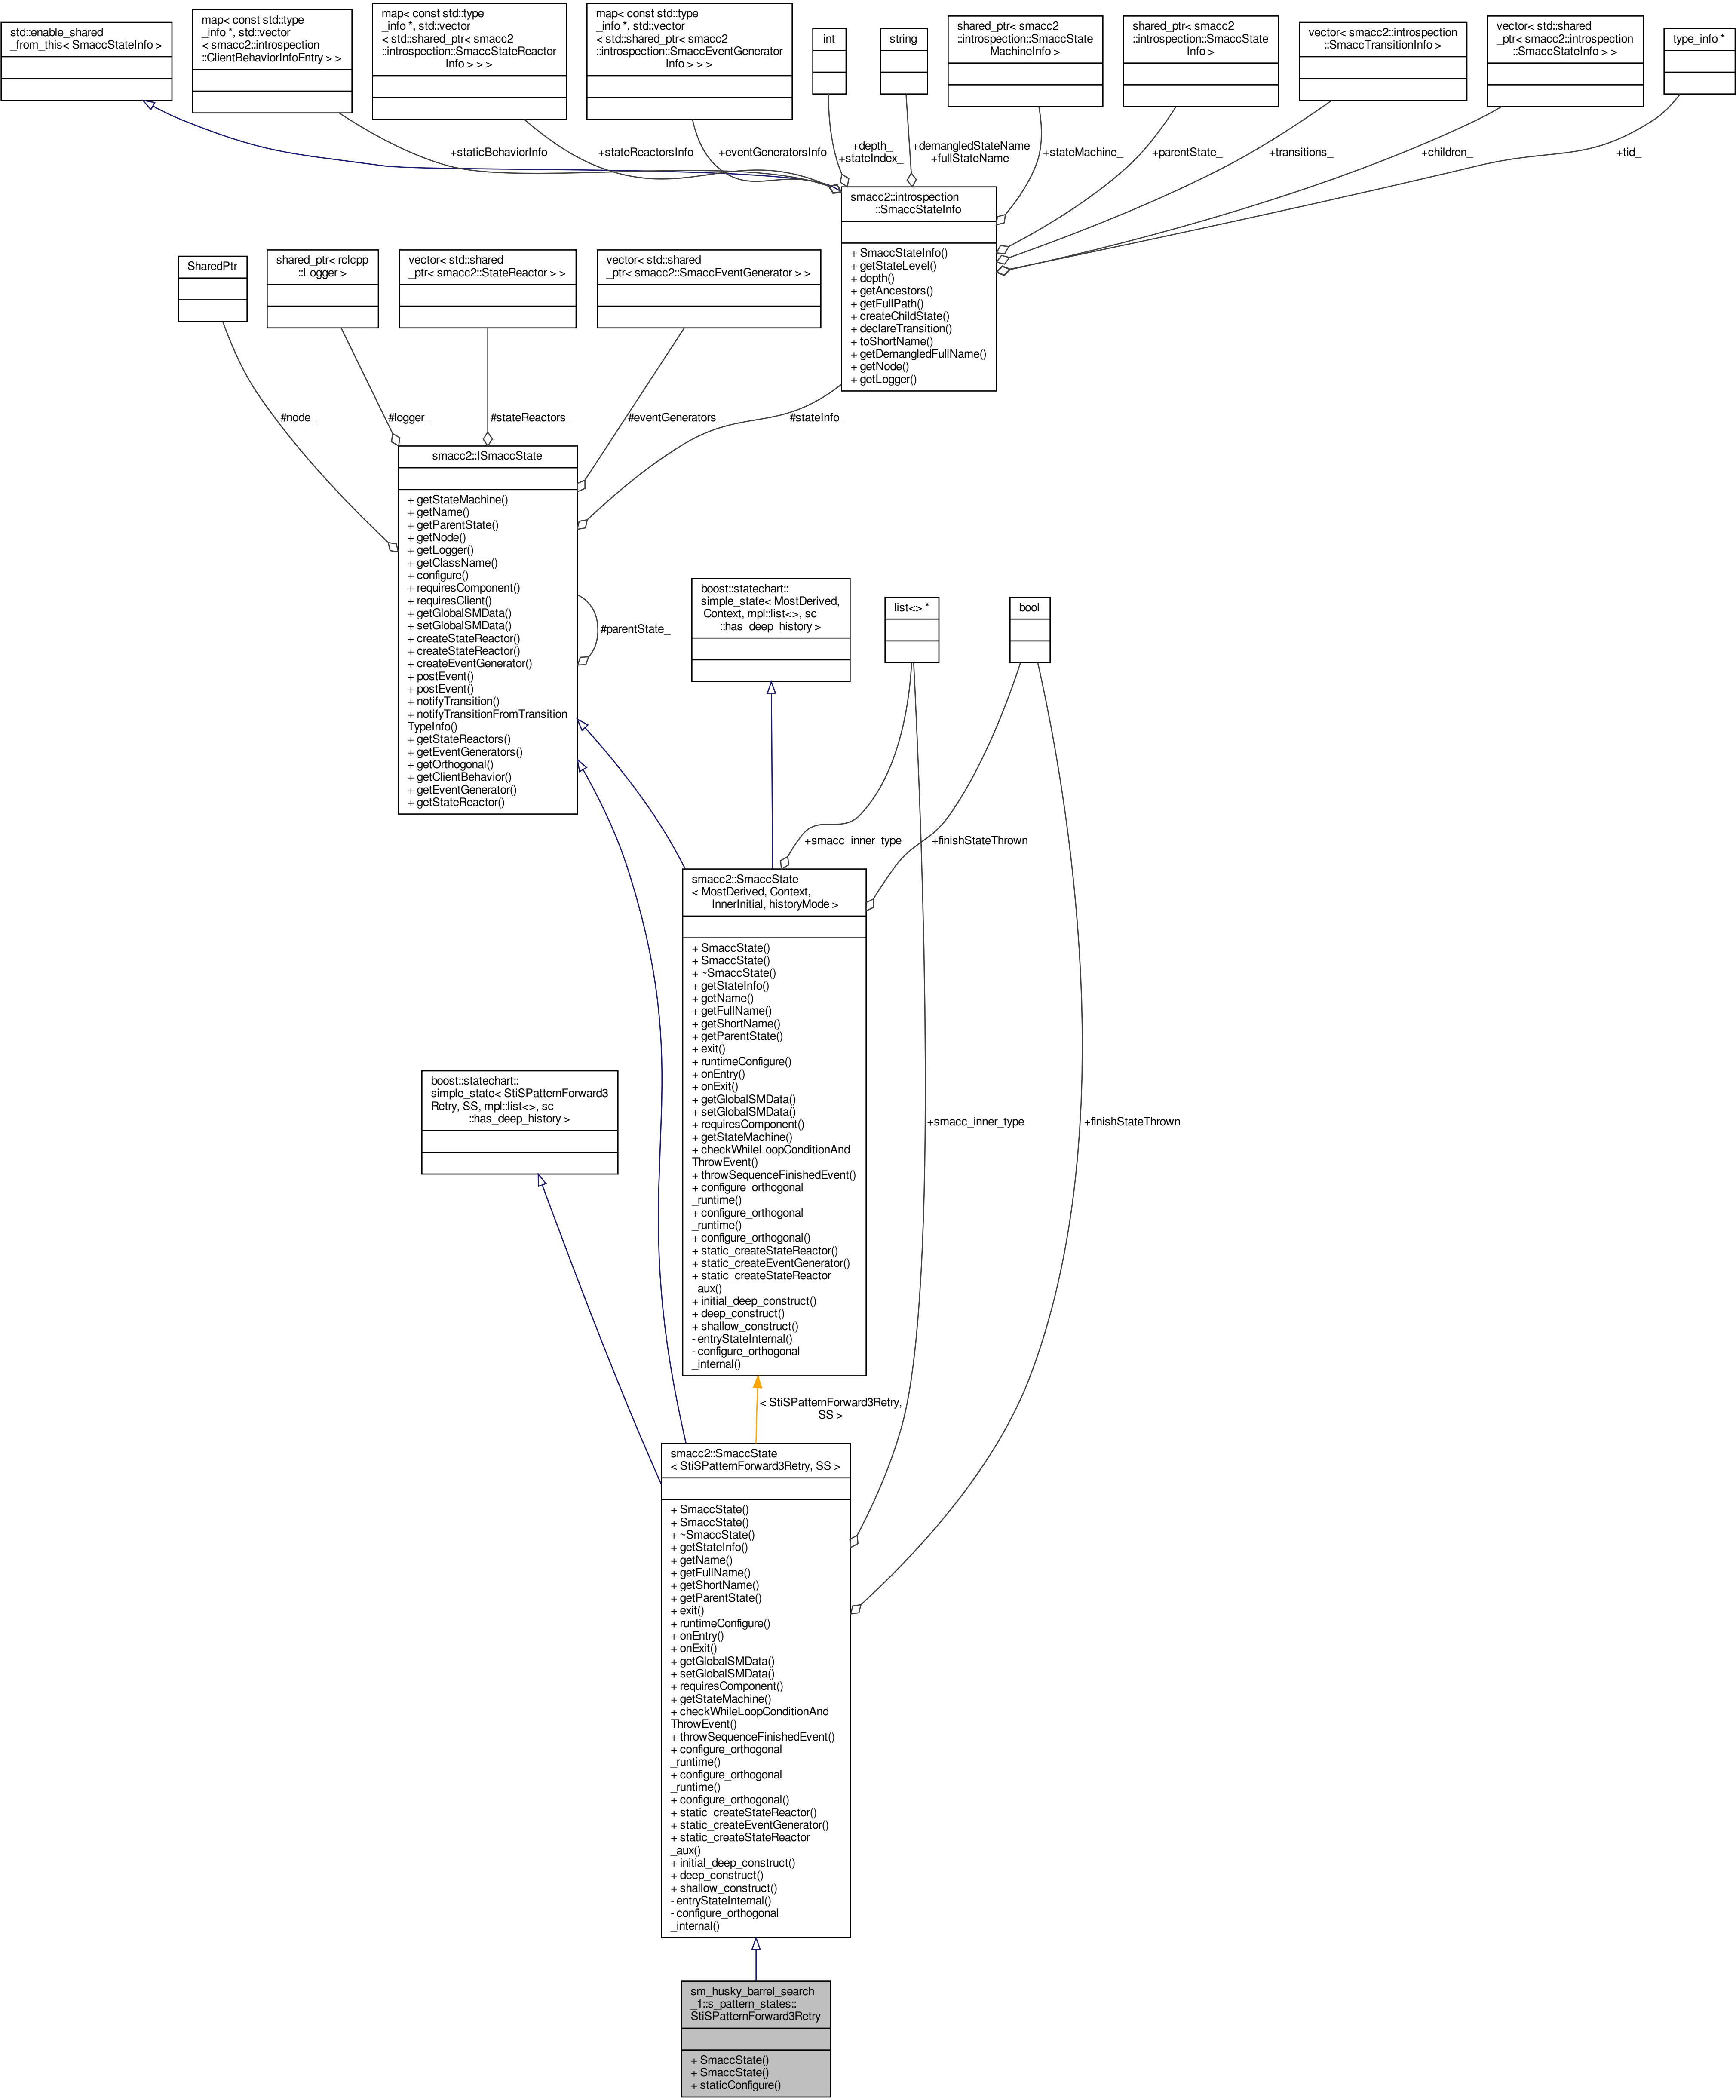 std::enable_shared
_from_this< SmaccStateInfo >
map< const std::type
_info *, std::vector
< smacc2::introspection
::ClientBehaviorInfoEntry > >
map< const std::type
_info *, std::vector
< std::shared_ptr< smacc2
::introspection::SmaccStateReactor
Info > > >
map< const std::type
_info *, std::vector
< std::shared_ptr< smacc2
::introspection::SmaccEventGenerator
Info > > >
int
string
shared_ptr< smacc2
::introspection::SmaccState
MachineInfo >
shared_ptr< smacc2
::introspection::SmaccState
Info >
vector< smacc2::introspection
::SmaccTransitionInfo >
vector< std::shared
_ptr< smacc2::introspection
::SmaccStateInfo > >
type_info *
+staticBehaviorInfo
+stateReactorsInfo
+eventGeneratorsInfo
+depth_
+stateIndex_
+demangledStateName
+fullStateName
+stateMachine_
+parentState_
+transitions_
+children_
+tid_
smacc2::introspection
::SmaccStateInfo
+ SmaccStateInfo()
+ getStateLevel()
+ depth()
+ getAncestors()
+ getFullPath()
+ createChildState()
+ declareTransition()
+ toShortName()
+ getDemangledFullName()
+ getNode()
+ getLogger()
SharedPtr
shared_ptr< rclcpp
::Logger >
vector< std::shared
_ptr< smacc2::StateReactor > >
vector< std::shared
_ptr< smacc2::SmaccEventGenerator > >
#node_
#logger_
#stateReactors_
#eventGenerators_
#stateInfo_
smacc2::ISmaccState
+ getStateMachine()
+ getName()
+ getParentState()
+ getNode()
+ getLogger()
+ getClassName()
+ configure()
+ requiresComponent()
+ requiresClient()
+ getGlobalSMData()
+ setGlobalSMData()
+ createStateReactor()
+ createStateReactor()
+ createEventGenerator()
+ postEvent()
+ postEvent()
+ notifyTransition()
+ notifyTransitionFromTransition
TypeInfo()
+ getStateReactors()
+ getEventGenerators()
+ getOrthogonal()
+ getClientBehavior()
+ getEventGenerator()
+ getStateReactor()
#parentState_
boost::statechart::
simple_state< MostDerived,
Context, mpl::list<>, sc
::has_deep_history >
list<> *
bool
+smacc_inner_type
+finishStateThrown
smacc2::SmaccState
< MostDerived, Context,
InnerInitial, historyMode >
+ SmaccState()
+ SmaccState()
+ ~SmaccState()
+ getStateInfo()
+ getName()
+ getFullName()
+ getShortName()
+ getParentState()
+ exit()
+ runtimeConfigure()
+ onEntry()
+ onExit()
+ getGlobalSMData()
+ setGlobalSMData()
+ requiresComponent()
+ getStateMachine()
+ checkWhileLoopConditionAnd
ThrowEvent()
+ throwSequenceFinishedEvent()
+ configure_orthogonal
_runtime()
+ configure_orthogonal
_runtime()
+ configure_orthogonal()
+ static_createStateReactor()
+ static_createEventGenerator()
+ static_createStateReactor
_aux()
+ initial_deep_construct()
+ deep_construct()
+ shallow_construct()
- entryStateInternal()
- configure_orthogonal
_internal()
boost::statechart::
simple_state< StiSPatternForward3
Retry, SS, mpl::list<>, sc
::has_deep_history >
+smacc_inner_type
+finishStateThrown
< StiSPatternForward3Retry,
SS >
smacc2::SmaccState
< StiSPatternForward3Retry, SS >
+ SmaccState()
+ SmaccState()
+ ~SmaccState()
+ getStateInfo()
+ getName()
+ getFullName()
+ getShortName()
+ getParentState()
+ exit()
+ runtimeConfigure()
+ onEntry()
+ onExit()
+ getGlobalSMData()
+ setGlobalSMData()
+ requiresComponent()
+ getStateMachine()
+ checkWhileLoopConditionAnd
ThrowEvent()
+ throwSequenceFinishedEvent()
+ configure_orthogonal
_runtime()
+ configure_orthogonal
_runtime()
+ configure_orthogonal()
+ static_createStateReactor()
+ static_createEventGenerator()
+ static_createStateReactor
_aux()
+ initial_deep_construct()
+ deep_construct()
+ shallow_construct()
- entryStateInternal()
- configure_orthogonal
_internal()
sm_husky_barrel_search
_1::s_pattern_states::
StiSPatternForward3Retry
+ SmaccState()
+ SmaccState()
+ staticConfigure()